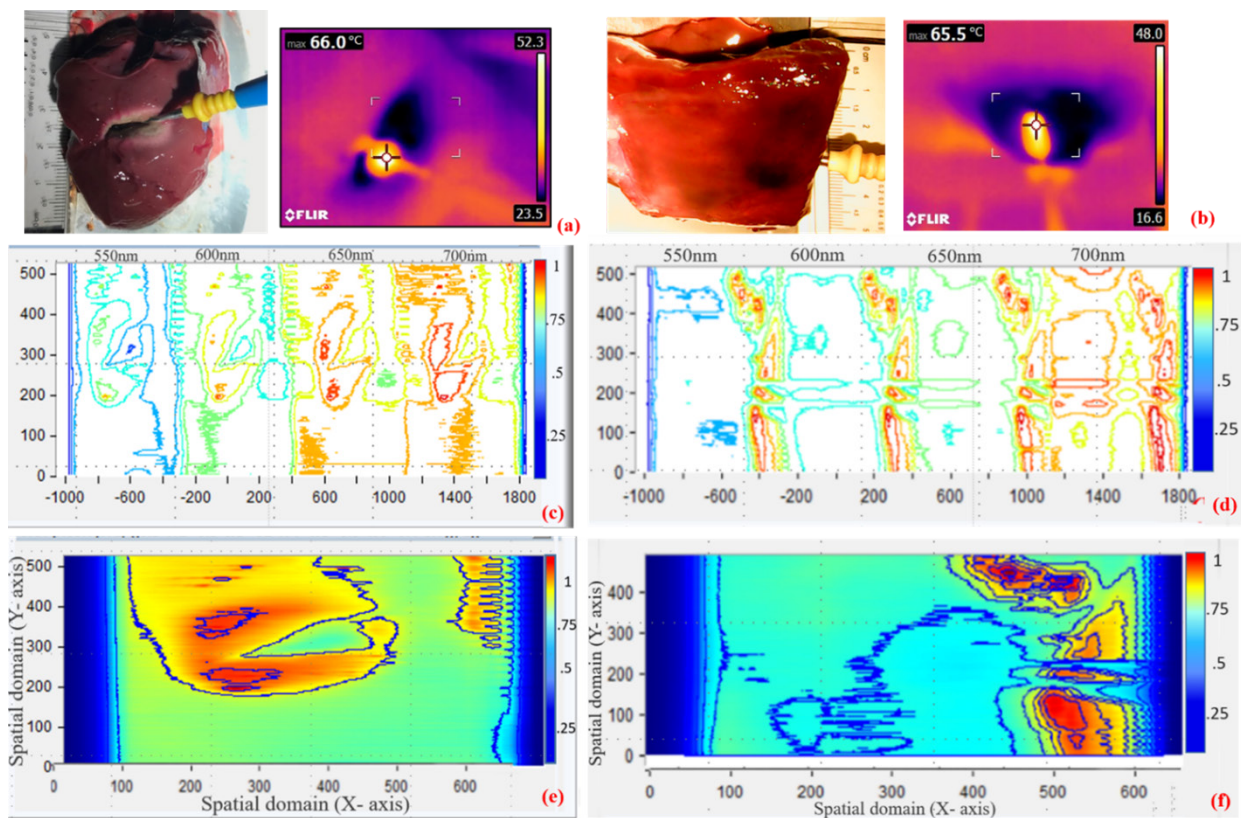 max 66.0 °C
52.3
23.5
FLIR
(a)
max 65.5 °C
48.0
16.6
FLIR
(b)
550nm 600nm 650nm 700nm
500
400
300
200
100
0
-1000 -600 -200 200 600 1000 1400 1800
1
.75
.5
.25
(c)
550nm 600nm 650nm 700nm
500
400
300
200
100
0
-1000 -600 -200 200 600 1000 1400 1800
1
.75
.5
.25
(d)
Spatial domain (Y- axis)
500
400
300
200
100
0
0 100 200 300 400 500 600
Spatial domain (X- axis)
1
.75
.5
.25
(e)
Spatial domain (Y- axis)
400
300
200
100
0
0 100 200 300 400 500 600
Spatial domain (X- axis)
1
.75
.5
.25
(f)